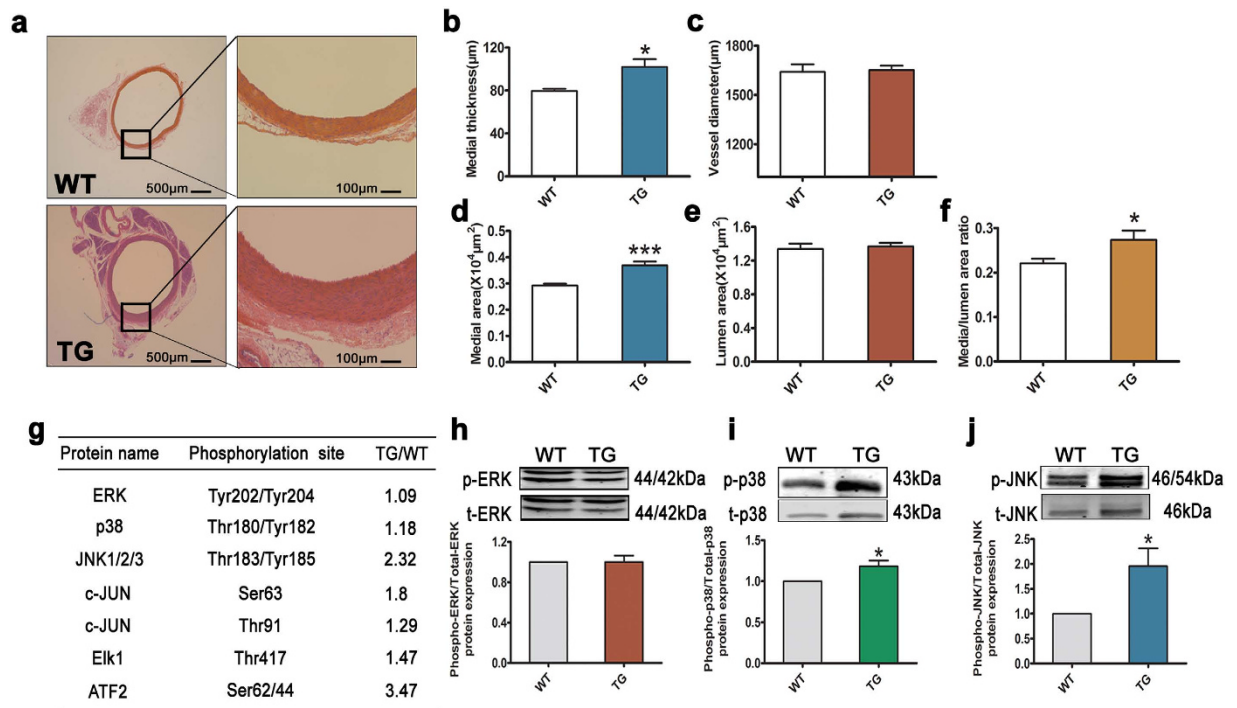 a
WT
500µm
100µm
TG
500µm
100µm
b
Medial thickness(µm)
120
80
40
0
*
WT
TG
c
Vessel diameter(µm)
1800
1600
1200
WT
TG
d
Medial area(X10⁴µm²)
0.5
0.4
0.3
0.2
0.1
0.0
***
WT
TG
e
Lumen area(X10⁴µm²)
1.6
1.2
0.8
0.4
0.0
WT
TG
f
Media/lumen area ratio
0.3
0.2
0.1
0.0
*
WT
TG
g
Protein name Phosphorylation site TG/WT
ERK Tyr202/Tyr204 1.09
p38 Thr180/Tyr182 1.18
JNK1/2/3 Thr183/Tyr185 2.32
c-JUN Ser63 1.8
c-JUN Thr91 1.29
Elk1 Thr417 1.47
ATF2 Ser62/44 3.47
h
WT TG
p-ERK 44/42kDa
t-ERK 44/42kDa
Phospho-ERK/Total-ERK
protein expression
1.2
0.8
0.4
0.0
WT
TG
i
WT TG
p-p38 43kDa
t-p38 43kDa
Phospho-p38/Total-p38
protein expression
1.5
1.0
0.5
0.0
*
WT
TG
j
WT TG
p-JNK 46/54kDa
t-JNK 46kDa
Phospho-JNK/Total-JNK
protein expression
2.5
2.0
1.5
1.0
0.5
0.0
*
WT
TG